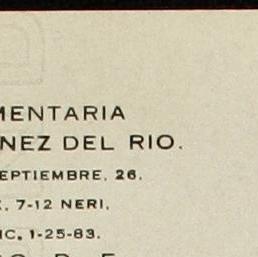 MENTARIA
NEZ DEL RIO.
EPTIEMBRE, 26.
7-12 NERI,
IC, 1-25-83.